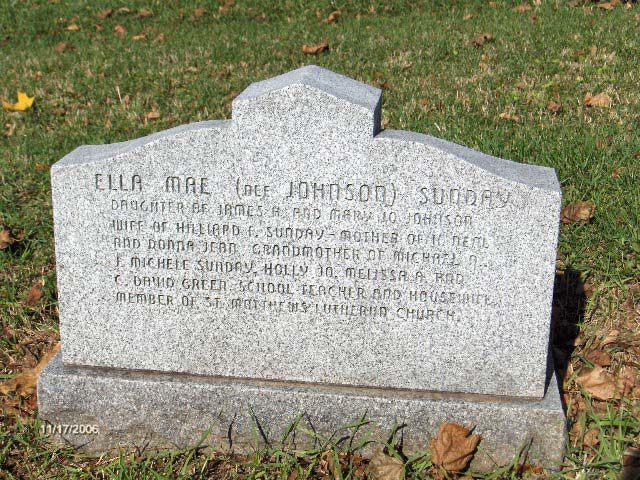 ELLA MAE (NEE JOHNSON) SUNDAY
DAUGHTER OF JAMES A. AND MARY JO JOHNSON
WIFE OF HILLIARD F. SUNDAY - MOTHER OF H. NEAL
AND DONNA JEAN. GRANDMOTHER OF MICHAEL A.
J. MICHELE SUNDAY, HOLLY JO, MELISSA A. AND
C. DAVID GREEN. SCHOOL TEACHER AND HOUSEWIFE.
MEMBER OF ST. MATTHEWS LUTHERAN CHURCH.
11/17/2006